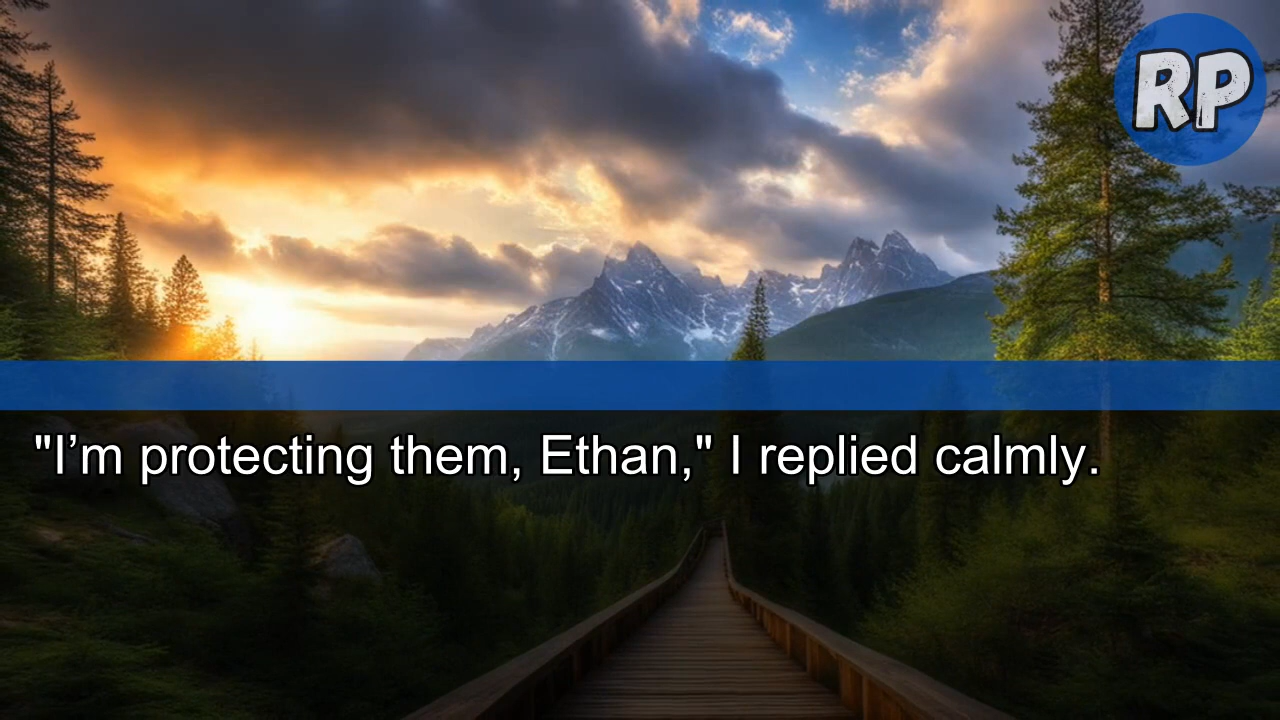 RP
"I’m protecting them, Ethan," I replied calmly.